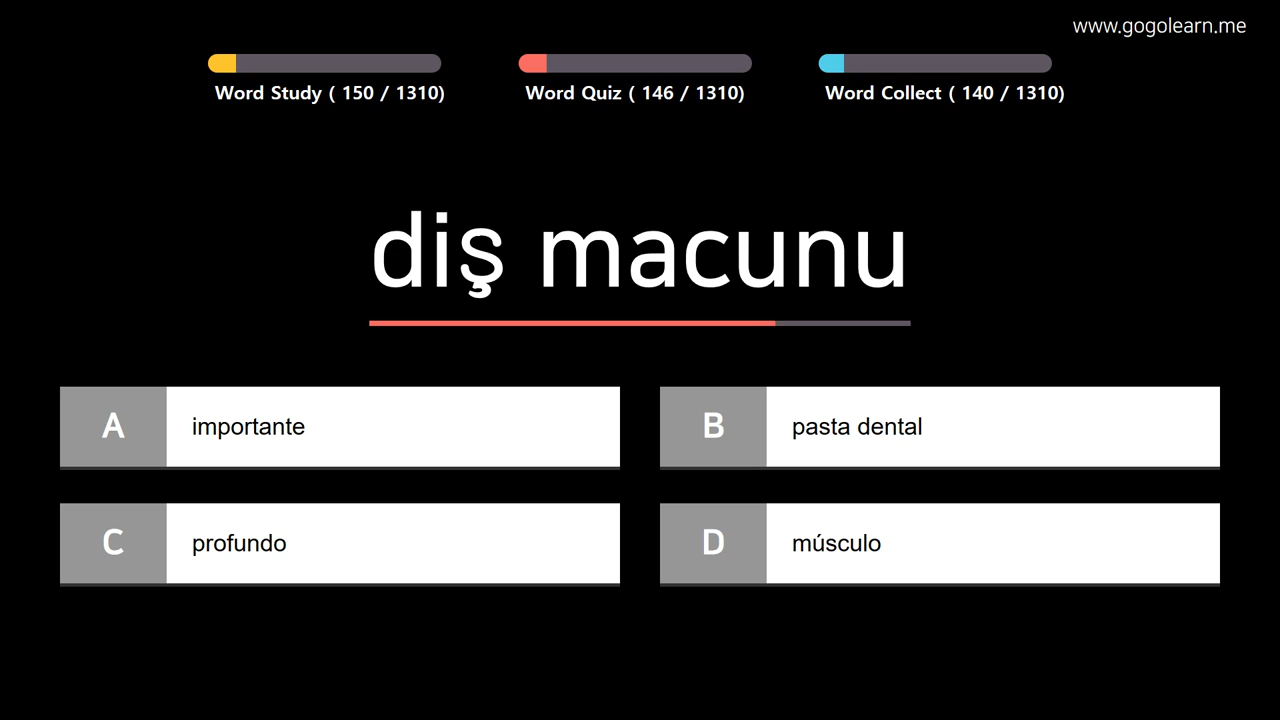 www.gogolearn.me
Word Study ( 150 / 1310)
Word Quiz ( 146 / 1310)
Word Collect ( 140 / 1310)
diş macunu
A importante
B pasta dental
C profundo
D músculo